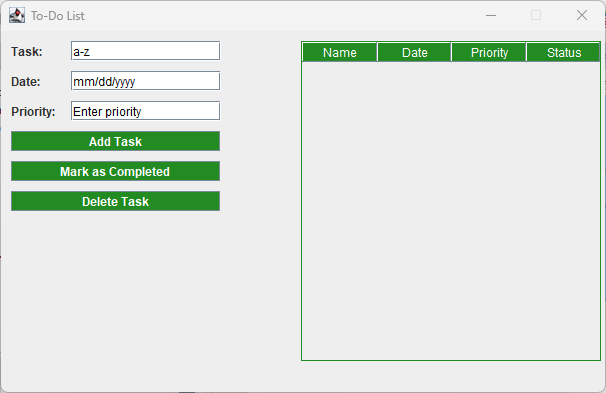 To-Do List
Task: a-z
Date: mm/dd/yyyy
Priority: Enter priority
Add Task
Mark as Completed
Delete Task
Name Date Priority Status